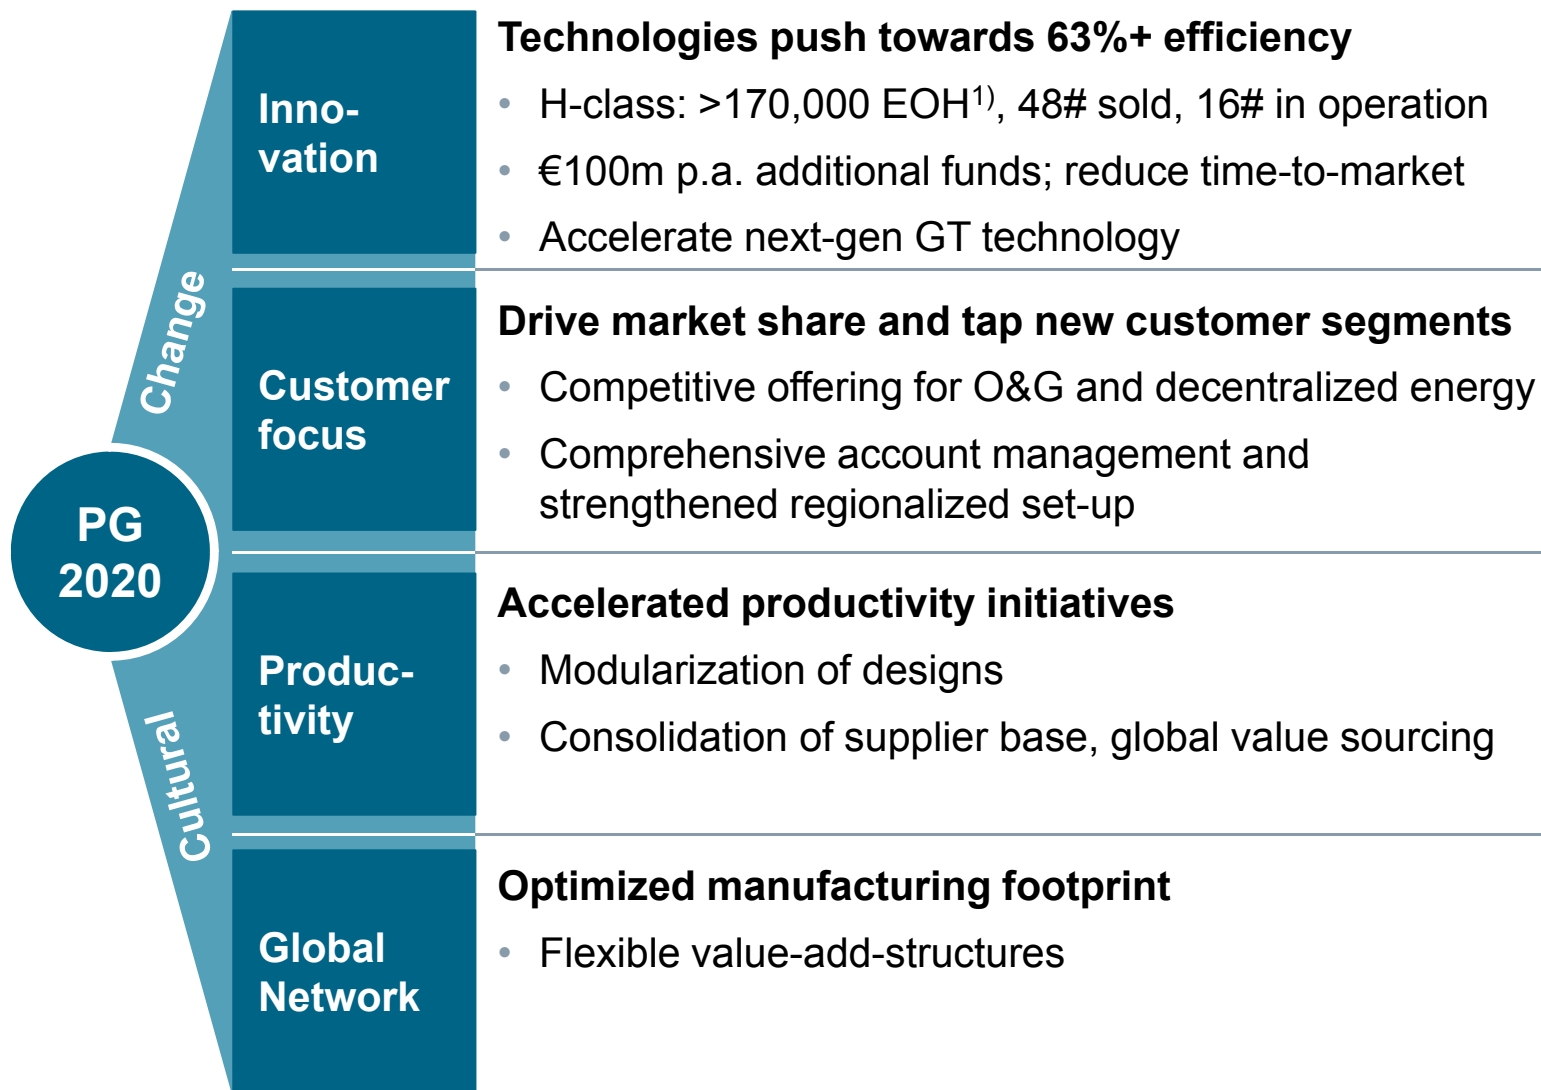 PG
2020
Cultural
Change
Inno-
vation
Technologies push towards 63%+ efficiency
• H-class: >170,000 EOH¹⁾, 48# sold, 16# in operation
• €100m p.a. additional funds; reduce time-to-market
• Accelerate next-gen GT technology
Customer
focus
Drive market share and tap new customer segments
• Competitive offering for O&G and decentralized energy
• Comprehensive account management and
strengthened regionalized set-up
Produc-
tivity
Accelerated productivity initiatives
• Modularization of designs
• Consolidation of supplier base, global value sourcing
Global
Network
Optimized manufacturing footprint
• Flexible value-add-structures